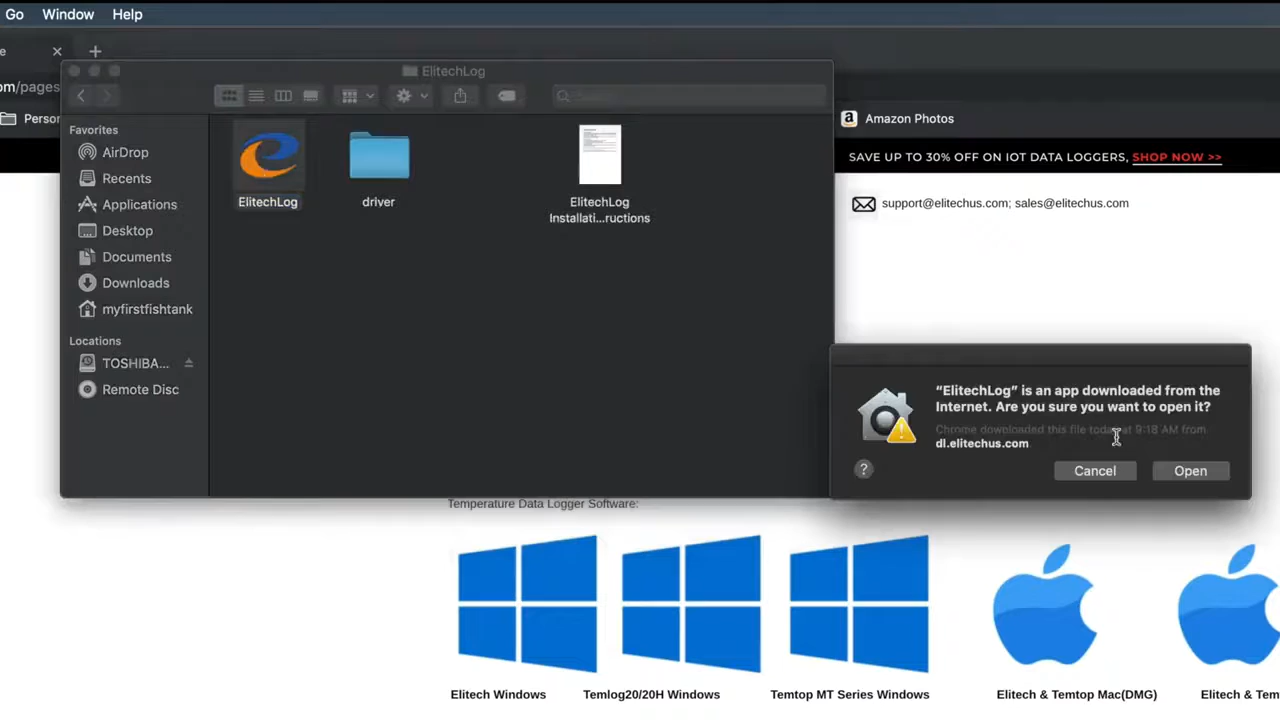 Go Window Help
e
om/pages
ElitechLog
Person
Amazon Photos
Favorites
AirDrop
Recents
Applications
Desktop
Documents
Downloads
myfirstfishtank
Locations
TOSHIBA...
Remote Disc
ElitechLog
driver
ElitechLog
Installati...ructions
SAVE UP TO 30% OFF ON IOT DATA LOGGERS, SHOP NOW >>
support@elitechus.com; sales@elitechus.com
“ElitechLog” is an app downloaded from the
Internet. Are you sure you want to open it?
Chrome downloaded this file today at 9:18 AM from
dl.elitechus.com
?
Cancel Open
Temperature Data Logger Software:
Elitech Windows Temlog20/20H Windows Temtop MT Series Windows Elitech & Temtop Mac(DMG) Elitech & Tem